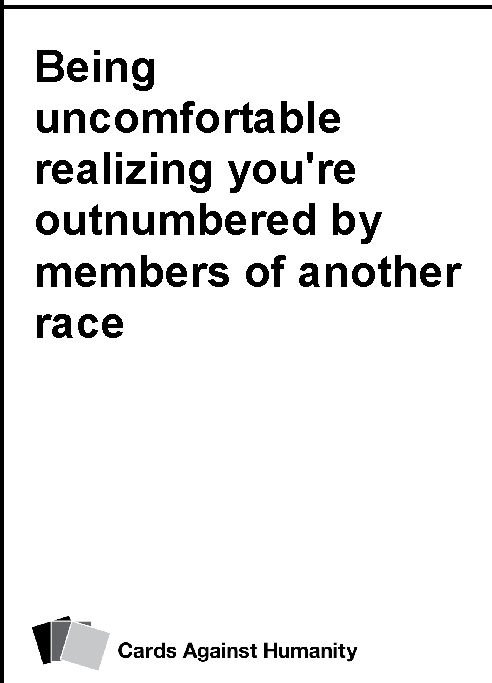 Being
uncomfortable
realizing you're
outnumbered by
members of another
race
Cards Against Humanity